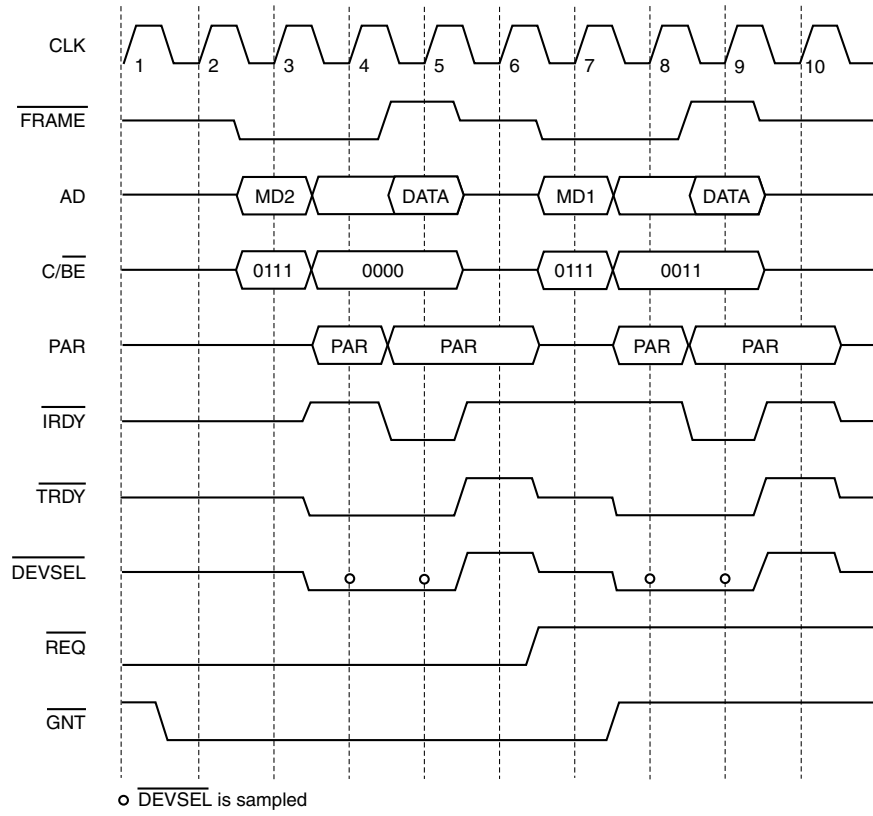 CLK
1 2 3 4 5 6 7 8 9 10
FRAME
AD MD2 DATA MD1 DATA
C/BE 0111 0000 0111 0011
PAR PAR PAR PAR PAR
IRDY
TRDY
DEVSEL
REQ
GNT
DEVSEL is sampled